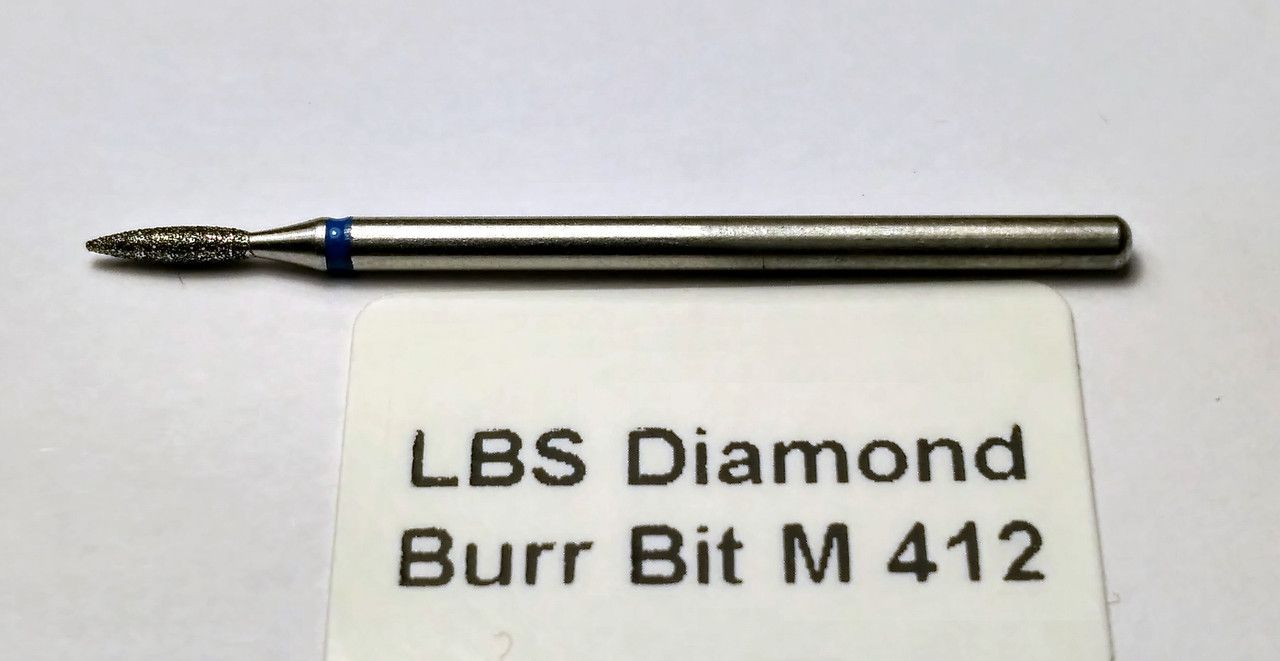 LBS Diamond
Burr Bit M 412